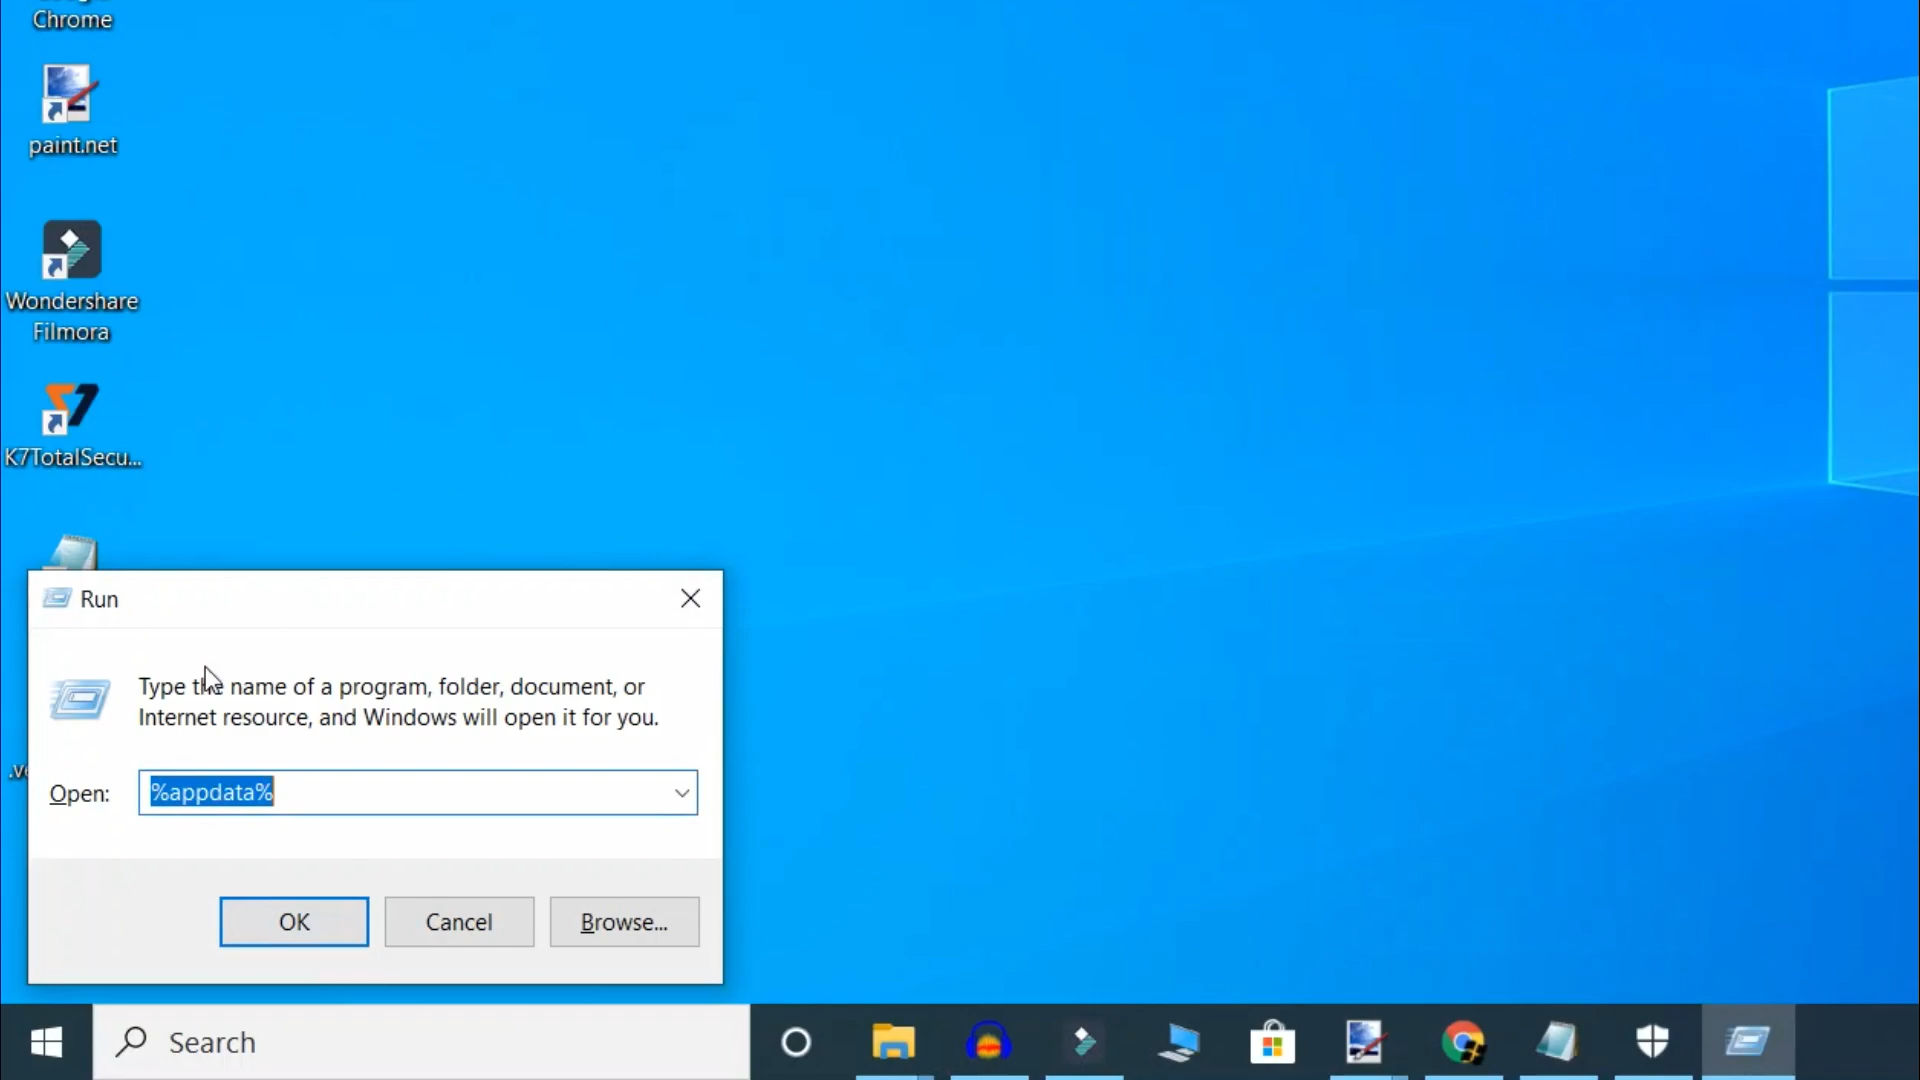 Chrome
paint.net
Wondershare
Filmora
K7TotalSecu...
Run
Type the name of a program, folder, document, or
Internet resource, and Windows will open it for you.
Open:
%appdata%
OK
Cancel
Browse...
Search